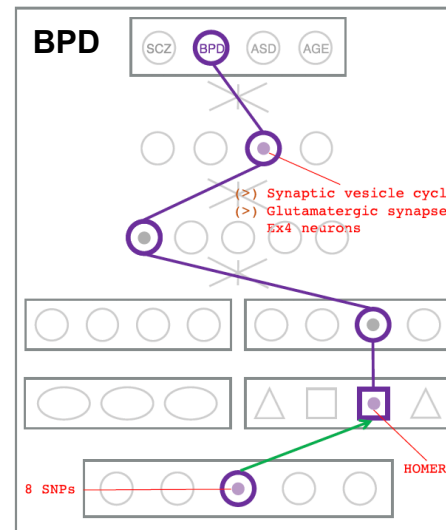 BPD
SCZ BPD ASD AGE
(>) Synaptic vesicle cycl
(>) Glutamatergic synapse
Ex4 neurons
HOMER
8 SNPs